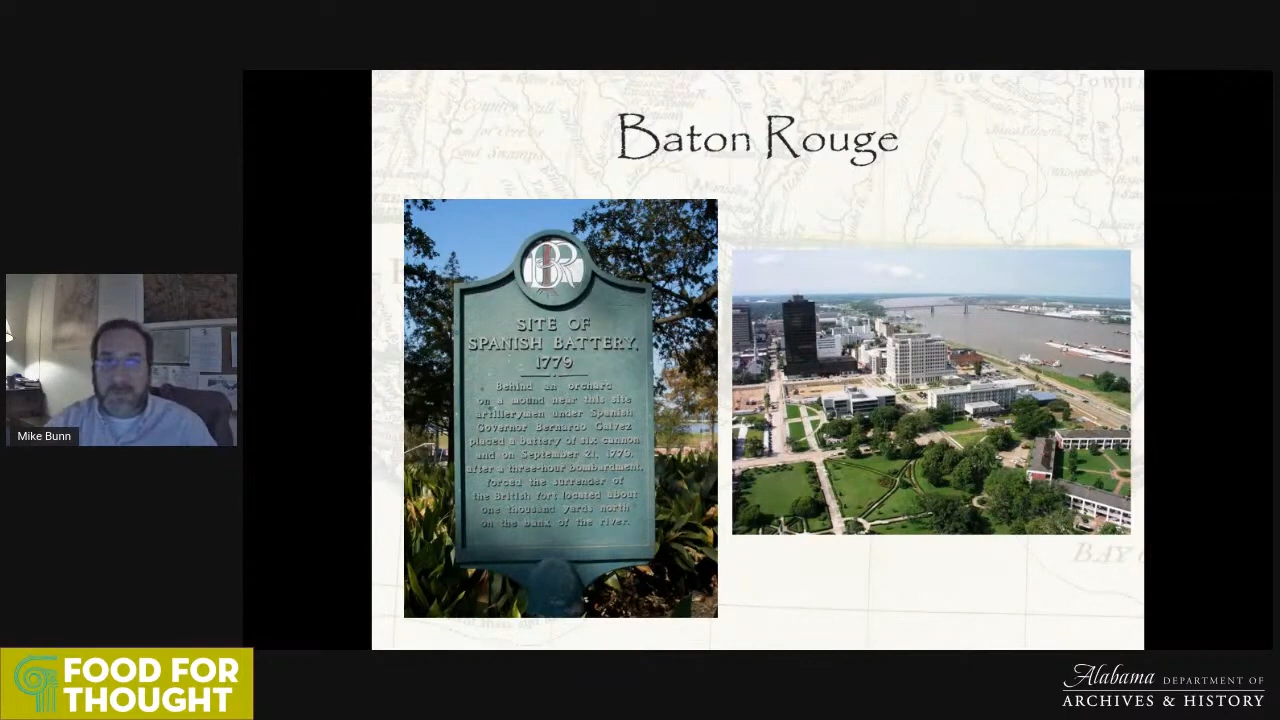 Baton Rouge
BR
SITE OF
SPANISH BATTERY,
1779
Behind an orchard
on a mound near this site
artillerymen under Spanish
Governor Bernardo Galvez
placed a battery of six cannon
and on September 21, 1779,
after a three-hour bombardment,
forced the surrender of
the British fort located about
one thousand yards north
on the bank of the river.
Mike Bunn
FOOD FOR
THOUGHT
Alabama DEPARTMENT OF
ARCHIVES & HISTORY